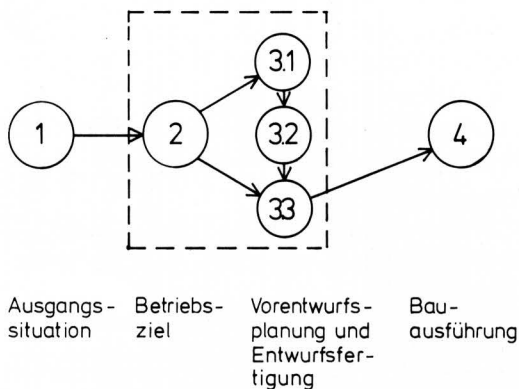 3.1
1
2
3.2
4
3.3
Ausgangs-
situation
Betriebs-
ziel
Vorentwurfs-
planung und
Entwurfsfer-
tigung
Bau-
ausführung